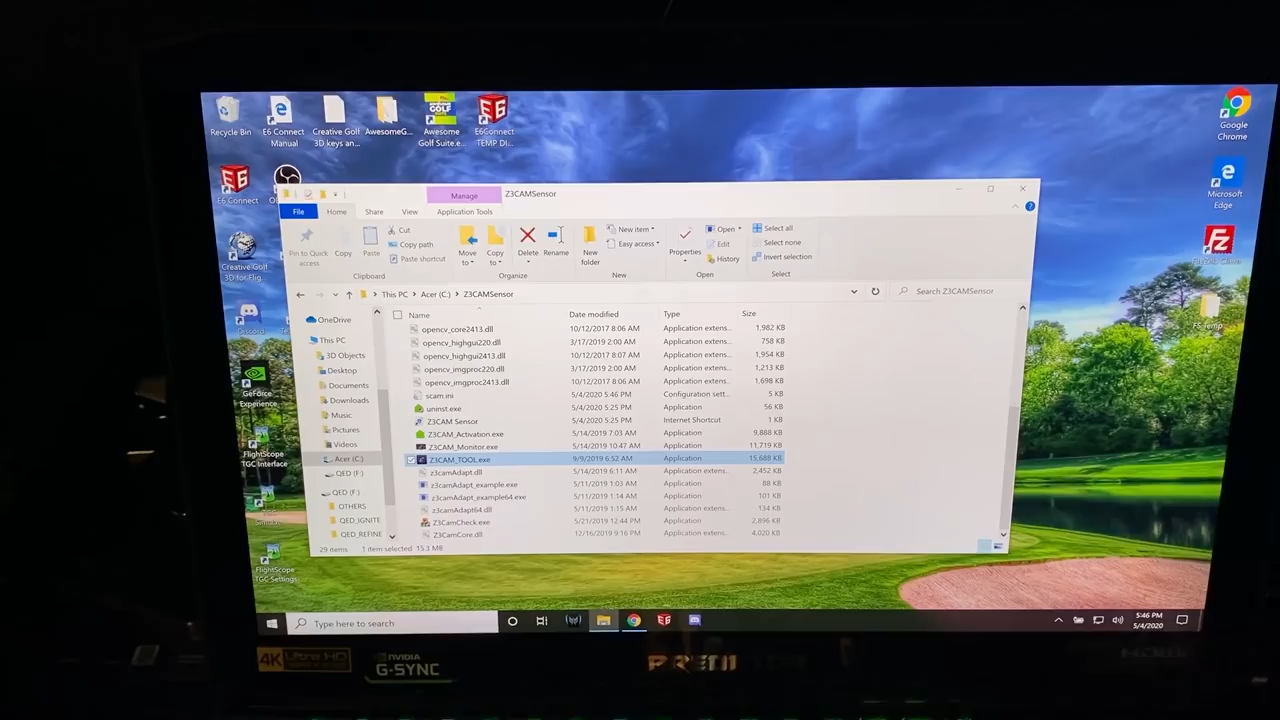 Recycle Bin
E6 Connect
Manual
Creative Golf
3D keys an...
AwesomeG...
Awesome
Golf Suite.e...
E6Connect
TEMP DI...
Google
Chrome
E6 Connect
Microsoft
Edge
Creative Golf
3D for Flig...
Discord
GeForce
Experience
FlightScope
TGC Interface
FlightScope
TGC Settings
FS Temp
Manage
Z3CAMSensor
File
Home
Share
View
Application Tools
Pin to Quick
access
Copy
Paste
Cut
Copy path
Paste shortcut
Clipboard
Move
to
Copy
to
Delete
Rename
Organize
New
folder
New item
Easy access
New
Properties
Open
Edit
History
Open
Select all
Select none
Invert selection
Select
This PC > Acer (C:) > Z3CAMSensor
Search Z3CAMSensor
OneDrive
This PC
3D Objects
Desktop
Documents
Downloads
Music
Pictures
Videos
Acer (C:)
QED (F:)
QED (F:)
OTHERS
QED_IGNITE
QED_REFINE
Name Date modified Type Size
opencv_core2413.dll 10/12/2017 8:06 AM Application extens... 1,982 KB
opencv_highgui220.dll 3/17/2019 2:00 AM Application extens... 758 KB
opencv_highgui2413.dll 10/12/2017 8:07 AM Application extens... 1,954 KB
opencv_imgproc220.dll 3/17/2019 2:00 AM Application extens... 1,213 KB
opencv_imgproc2413.dll 10/12/2017 8:06 AM Application extens... 1,698 KB
scam.ini 5/4/2020 5:46 PM Configuration sett... 5 KB
uninst.exe 5/4/2020 5:25 PM Application 56 KB
Z3CAM Sensor 5/4/2020 5:25 PM Internet Shortcut 1 KB
Z3CAM_Activation.exe 5/14/2019 7:03 AM Application 9,888 KB
Z3CAM_Monitor.exe 5/14/2019 10:47 AM Application 11,719 KB
Z3CAM_TOOL.exe 9/9/2019 6:52 AM Application 15,688 KB
z3camAdapt.dll 5/14/2019 6:11 AM Application extens... 2,452 KB
z3camAdapt_example.exe 5/11/2019 1:03 AM Application 88 KB
z3camAdapt_example64.exe 5/11/2019 1:14 AM Application 101 KB
z3camAdapt64.dll 5/11/2019 1:15 AM Application extens... 134 KB
Z3CamCheck.exe 5/21/2019 12:44 PM Application 2,896 KB
Z3CamCore.dll 12/16/2019 9:16 PM Application extens... 4,020 KB
29 items 1 item selected 15.3 MB
Type here to search
5:46 PM
5/4/2020
4K Ultra HD
NVIDIA
G-SYNC
HDMI